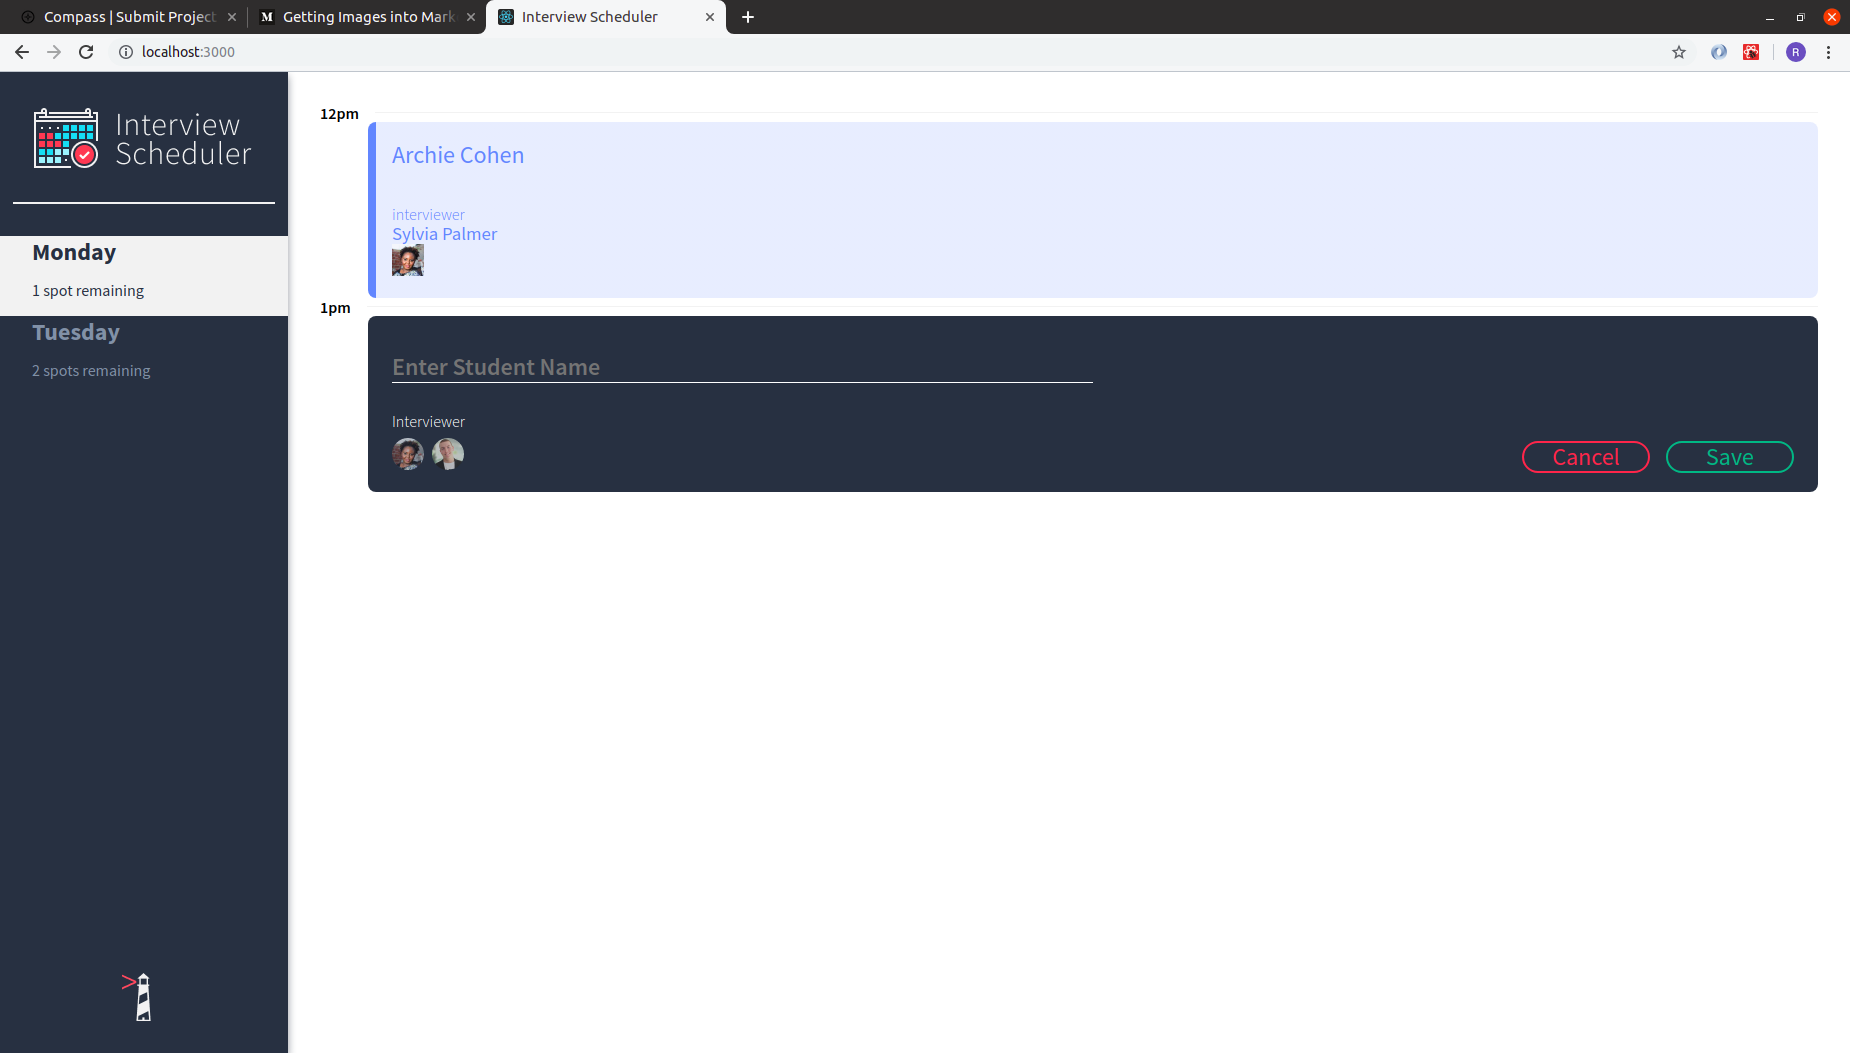 Compass | Submit Project
M Getting Images into Mark
Interview Scheduler
localhost:3000
R
Interview
Scheduler
Monday
1 spot remaining
Tuesday
2 spots remaining
12pm
Archie Cohen
interviewer
Sylvia Palmer
1pm
Enter Student Name
Interviewer
Cancel
Save